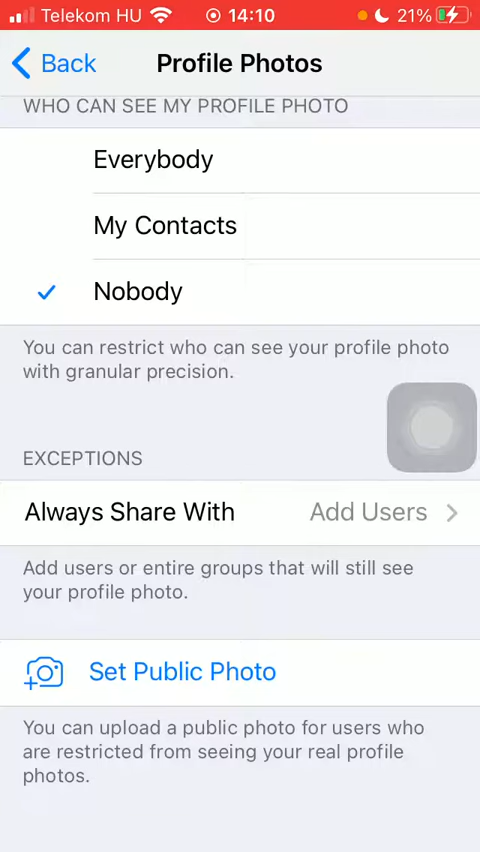 Telekom HU 14:10 21%
Back Profile Photos
WHO CAN SEE MY PROFILE PHOTO
Everybody
My Contacts
Nobody
You can restrict who can see your profile photo
with granular precision.
EXCEPTIONS
Always Share With Add Users
Add users or entire groups that will still see
your profile photo.
Set Public Photo
You can upload a public photo for users who
are restricted from seeing your real profile
photos.